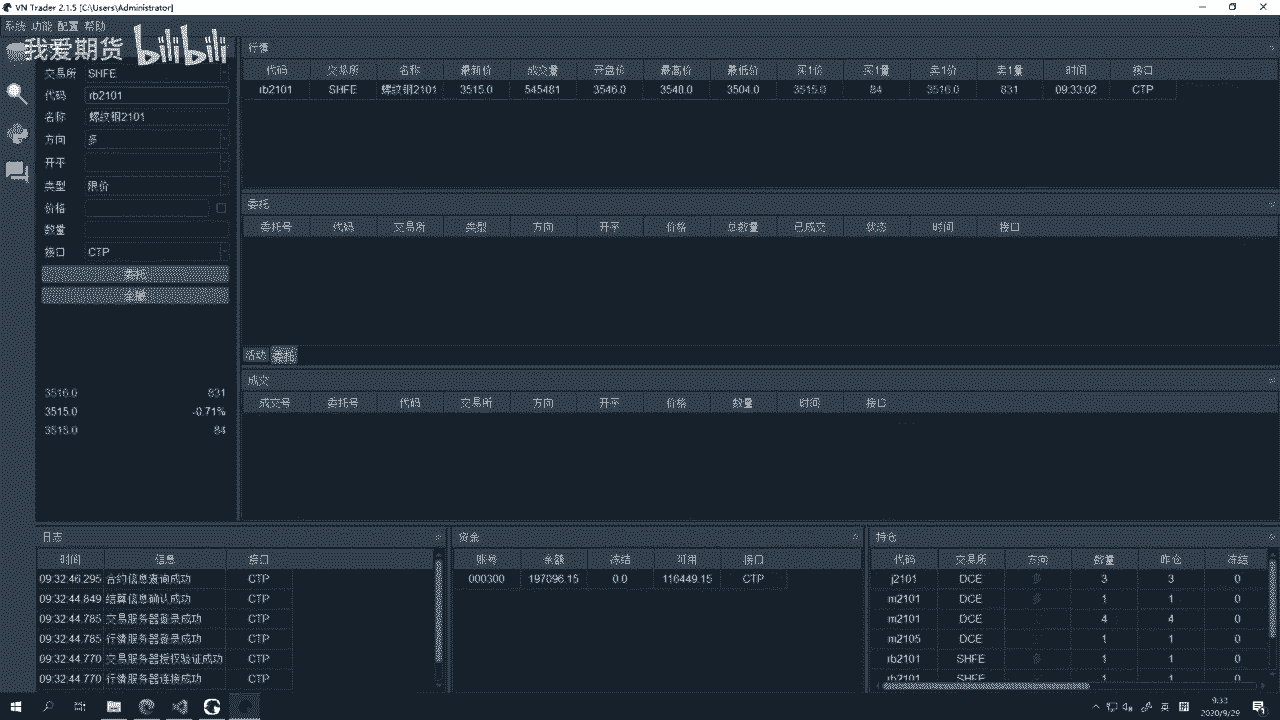 VN Trader 2.1.5 [C:\Users\Administrator]
系统 功能 配置 帮助
我爱期货 bilibili
交易所 SHFE
代码 rb2101
名称 螺纹钢2101
方向 多
开平
类型 限价
价格
数量
接口 CTP
委托
全撤
3516.0 831
3515.0 -0.71%
3515.0 84
行情
代码 交易所 名称 最新价 成交量 开盘价 最高价 最低价 买1价 买1量 卖1价 卖1量 时间 接口
rb2101 SHFE 螺纹钢2101 3515.0 545481 3546.0 3548.0 3504.0 3515.0 84 3516.0 831 09:33:02 CTP
委托
委托号 代码 交易所 类型 方向 开平 价格 总数量 已成交 状态 时间 接口
活动 委托
成交
成交号 委托号 代码 交易所 方向 开平 价格 数量 时间 接口
日志
时间 信息 接口
09:32:46.295 合约信息查询成功 CTP
09:32:44.849 结算信息确认成功 CTP
09:32:44.785 交易服务器登录成功 CTP
09:32:44.785 行情服务器登录成功 CTP
09:32:44.770 交易服务器授权验证成功 CTP
09:32:44.770 行情服务器连接成功 CTP
资金
账号 余额 冻结 可用 接口
000300 197096.15 0.0 116449.15 CTP
持仓
代码 交易所 方向 数量 昨仓 冻结
j2101 DCE 多 3 3 0
m2101 DCE 多 1 1 0
m2101 DCE 4 4 0
m2105 DCE 1 1 0
rb2101 SHFE 多 1 1 0
rb2101 SHFE 1 1 0
英
9:33
2020/9/29